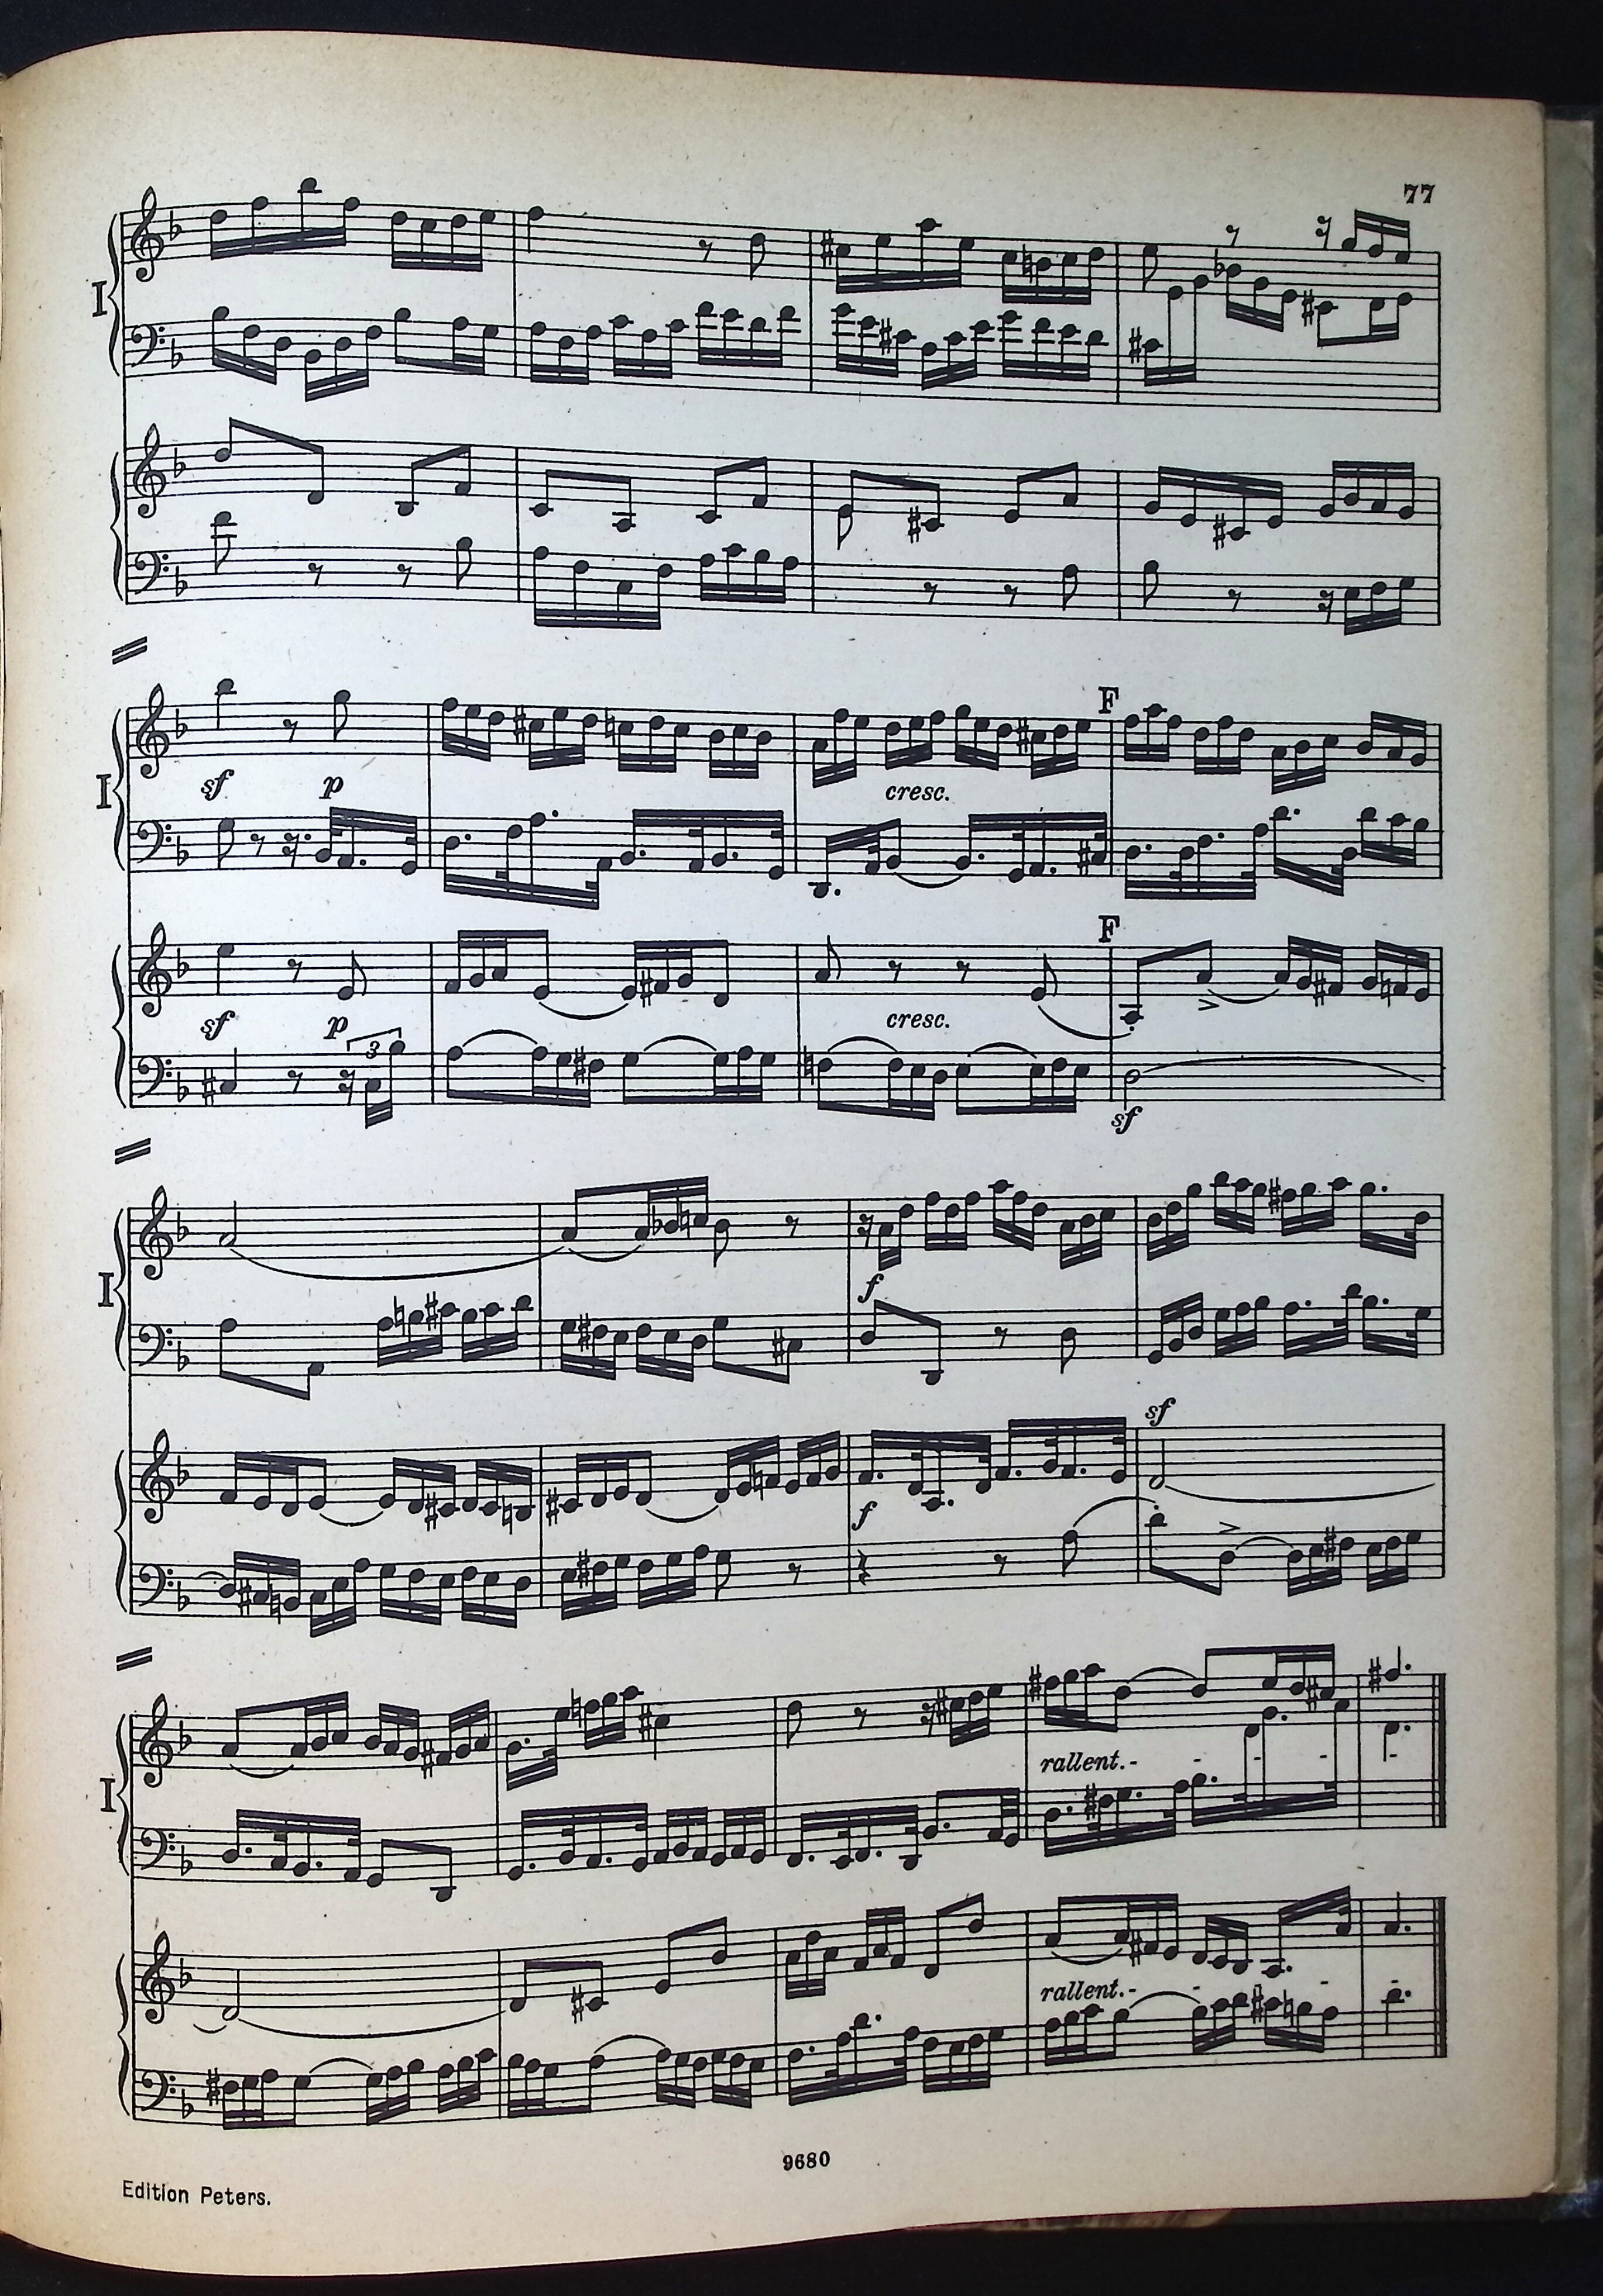 77
I
F
I
sf
p
cresc.
F
sf
p
cresc.
3
sf
I
f
sf
f
I
rallent. - - - - -
rallent. - - - -
9680
Edition Peters.